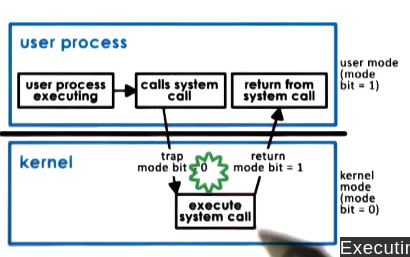 user process
user process
executing
calls system
call
return from
system call
user mode
(mode
bit = 1)
kernel
trap
mode bit = 0
return
mode bit = 1
execute
system call
kernel
mode
(mode
bit = 0)